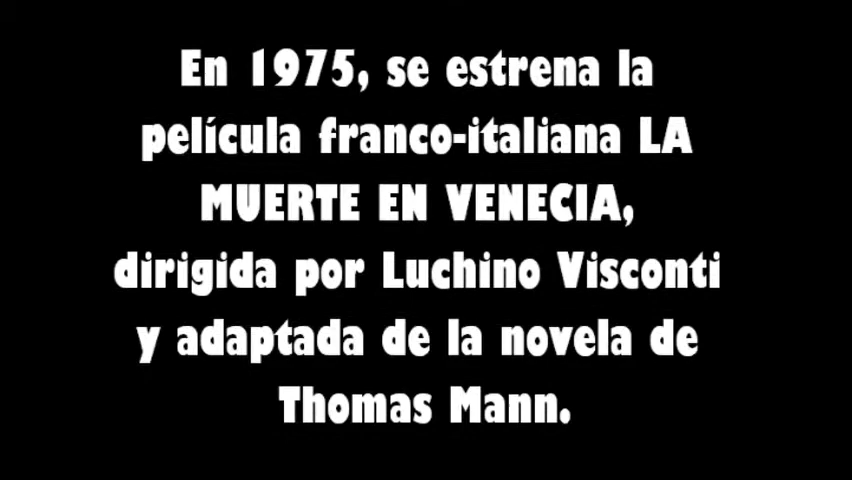 En 1975, se estrena la
película franco-italiana LA
MUERTE EN VENECIA,
dirigida por Luchino Visconti
y adaptada de la novela de
Thomas Mann.